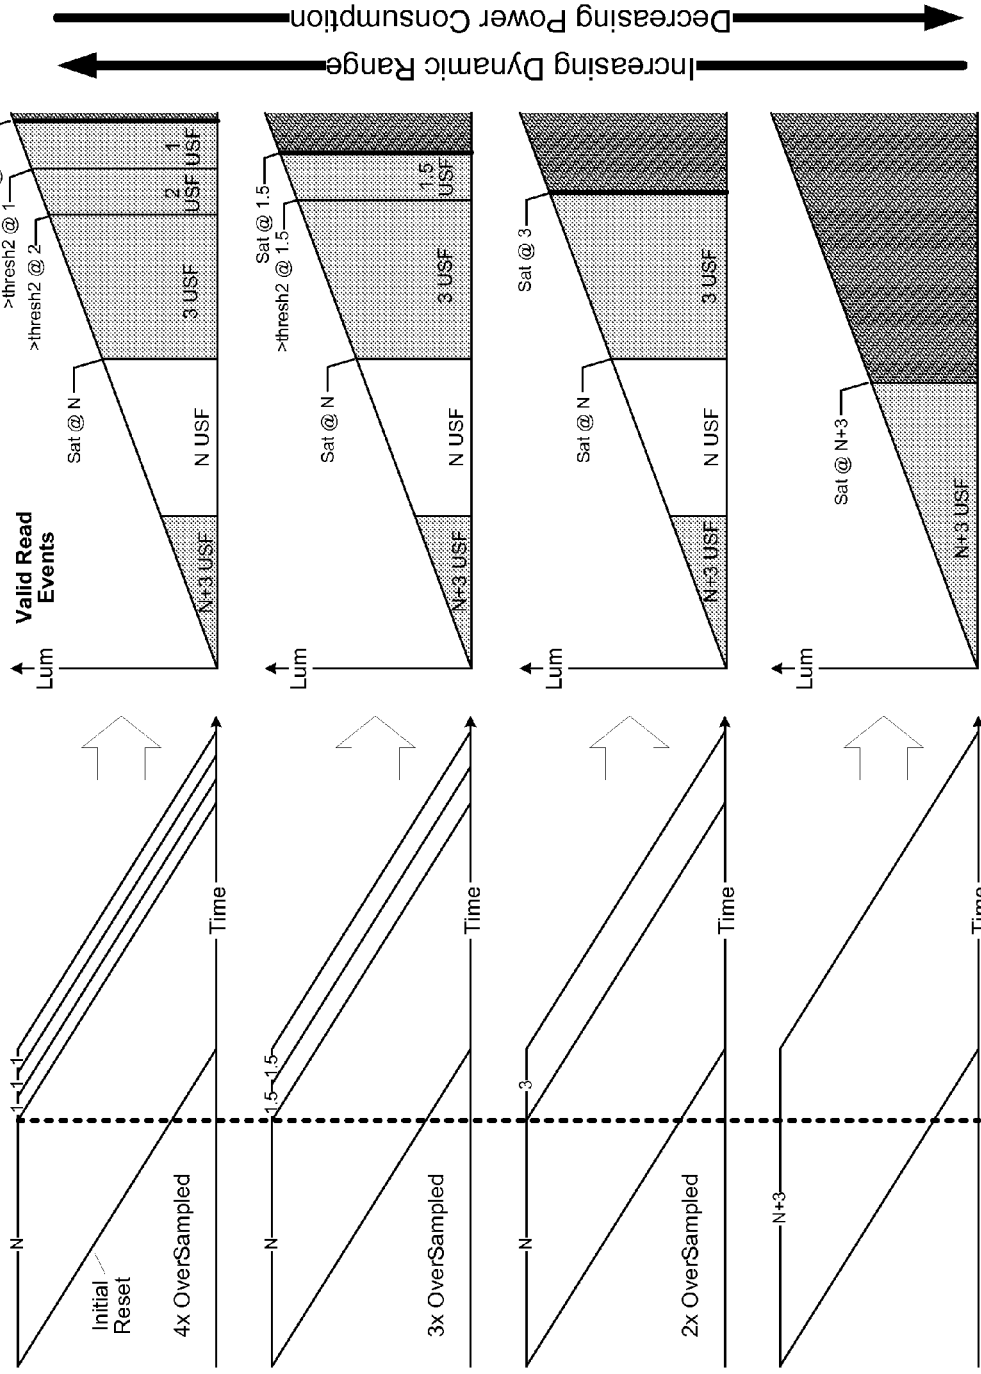 Decreasing Power Consumption
Increasing Dynamic Range
>thresh2 @ 1
>thresh2 @ 2
Sat @ N
Valid Read
Events
Lum
N+3 USF
N USF
3 USF
2
USF
1
USF
N
1
1
1
Initial
Reset
4x OverSampled
Time
Sat @ 1.5
>thresh2 @ 1.5
Sat @ N
Lum
N+3 USF
N USF
3 USF
1.5
USF
N
1.5
1.5
3x OverSampled
Time
Sat @ 3
Sat @ N
Lum
N+3 USF
N USF
3 USF
N
3
2x OverSampled
Time
Sat @ N+3
Lum
N+3 USF
N+3